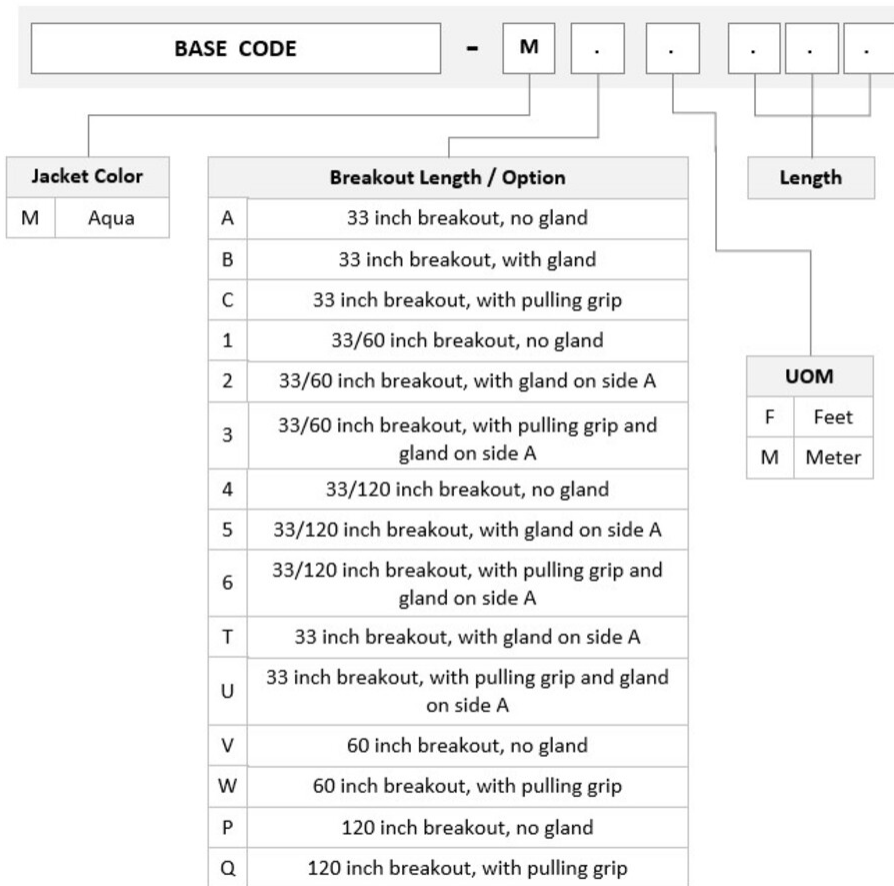 BASE CODE - M . . . . .
Jacket Color
M Aqua
Breakout Length / Option
A 33 inch breakout, no gland
B 33 inch breakout, with gland
C 33 inch breakout, with pulling grip
1 33/60 inch breakout, no gland
2 33/60 inch breakout, with gland on side A
3 33/60 inch breakout, with pulling grip and
gland on side A
4 33/120 inch breakout, no gland
5 33/120 inch breakout, with gland on side A
6 33/120 inch breakout, with pulling grip and
gland on side A
T 33 inch breakout, with gland on side A
U 33 inch breakout, with pulling grip and gland
on side A
V 60 inch breakout, no gland
W 60 inch breakout, with pulling grip
P 120 inch breakout, no gland
Q 120 inch breakout, with pulling grip
Length
UOM
F Feet
M Meter